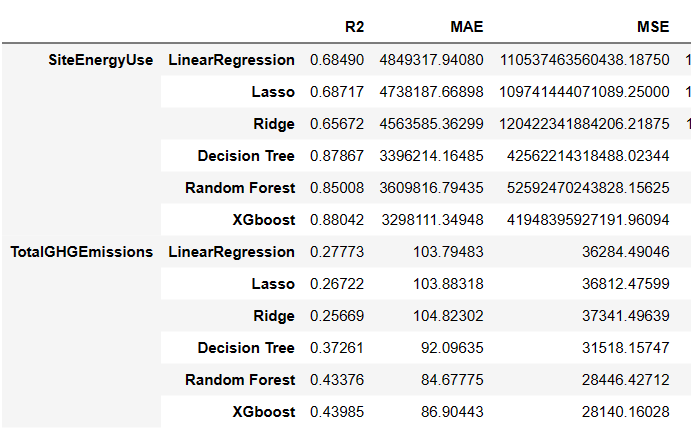 R2 MAE MSE
SiteEnergyUse LinearRegression 0.68490 4849317.94080 110537463560438.18750 1
Lasso 0.68717 4738187.66898 109741444071089.25000 1
Ridge 0.65672 4563585.36299 120422341884206.21875 1
Decision Tree 0.87867 3396214.16485 42562214318488.02344
Random Forest 0.85008 3609816.79435 52592470243828.15625
XGboost 0.88042 3298111.34948 41948395927191.96094
TotalGHGEmissions LinearRegression 0.27773 103.79483 36284.49046
Lasso 0.26722 103.88318 36812.47599
Ridge 0.25669 104.82302 37341.49639
Decision Tree 0.37261 92.09635 31518.15747
Random Forest 0.43376 84.67775 28446.42712
XGboost 0.43985 86.90443 28140.16028